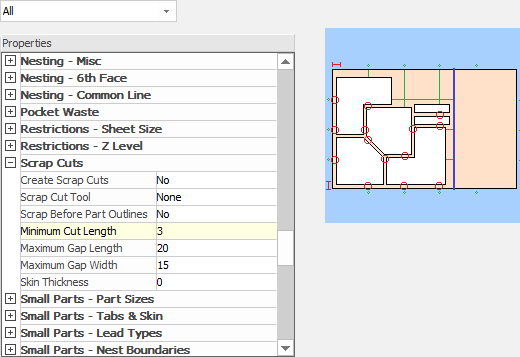 All
Properties
Nesting - Misc
Nesting - 6th Face
Nesting - Common Line
Pocket Waste
Restrictions - Sheet Size
Restrictions - Z Level
Scrap Cuts
Create Scrap Cuts No
Scrap Cut Tool None
Scrap Before Part Outlines No
Minimum Cut Length 3
Maximum Gap Length 20
Maximum Gap Width 15
Skin Thickness 0
Small Parts - Part Sizes
Small Parts - Tabs & Skin
Small Parts - Lead Types
Small Parts - Nest Boundaries